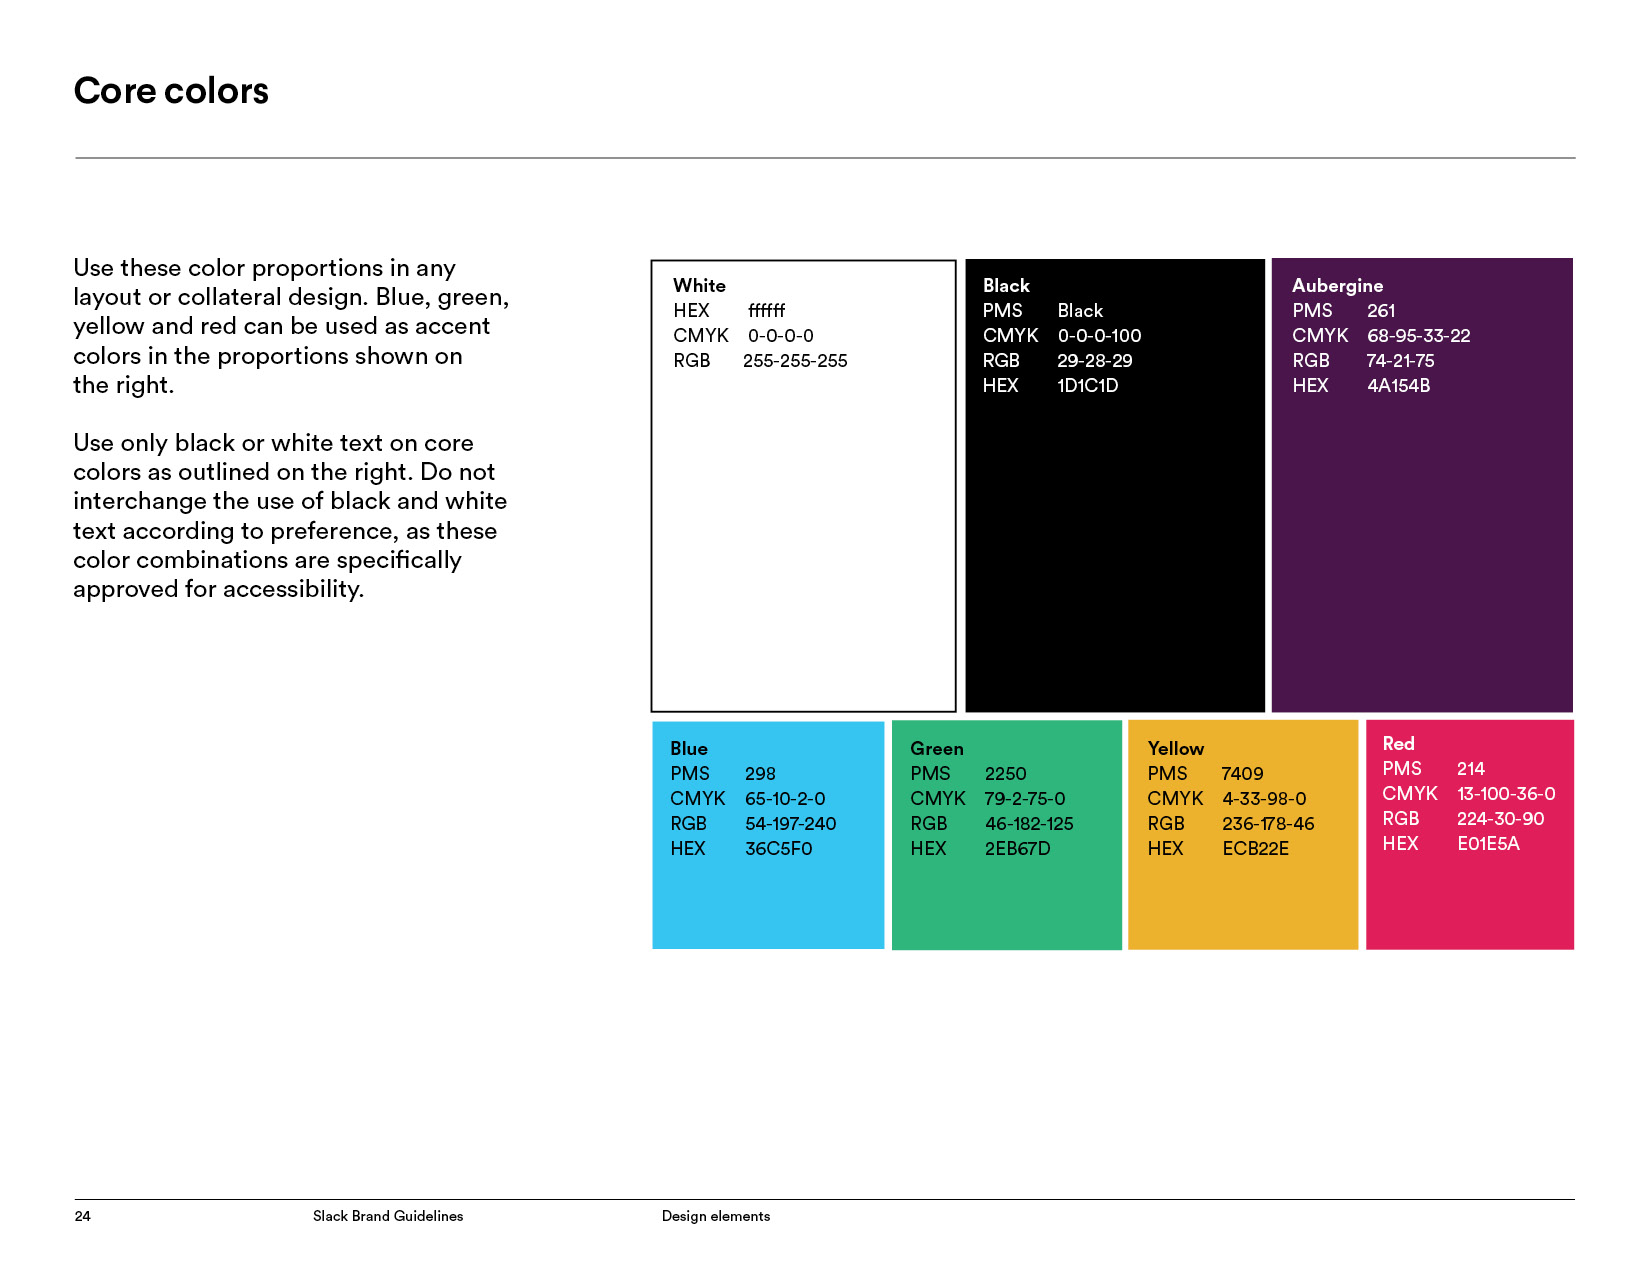 Core colors
Use these color proportions in any
layout or collateral design. Blue, green,
yellow and red can be used as accent
colors in the proportions shown on
the right.
Use only black or white text on core
colors as outlined on the right. Do not
interchange the use of black and white
text according to preference, as these
color combinations are specifically
approved for accessibility.
White
HEX ffffff
CMYK 0-0-0-0
RGB 255-255-255
Black
PMS Black
CMYK 0-0-0-100
RGB 29-28-29
HEX 1D1C1D
Aubergine
PMS 261
CMYK 68-95-33-22
RGB 74-21-75
HEX 4A154B
Blue
PMS 298
CMYK 65-10-2-0
RGB 54-197-240
HEX 36C5F0
Green
PMS 2250
CMYK 79-2-75-0
RGB 46-182-125
HEX 2EB67D
Yellow
PMS 7409
CMYK 4-33-98-0
RGB 236-178-46
HEX ECB22E
Red
PMS 214
CMYK 13-100-36-0
RGB 224-30-90
HEX E01E5A
24 Slack Brand Guidelines Design elements